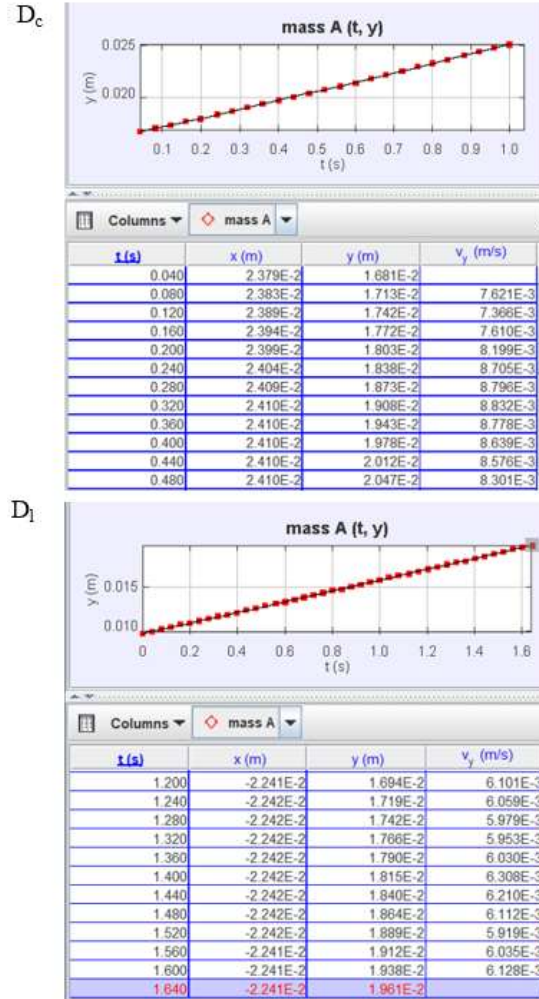 Dc
mass A (t, y)
0.025
0.020
y (m)
0.1 0.2 0.3 0.4 0.5 0.6 0.7 0.8 0.9 1.0
t (s)
Columns mass A
t (s) x (m) y (m) vy (m/s)
0.040 2.379E-2 1.681E-2
0.080 2.383E-2 1.713E-2 7.621E-3
0.120 2.389E-2 1.742E-2 7.366E-3
0.160 2.394E-2 1.772E-2 7.610E-3
0.200 2.399E-2 1.803E-2 8.199E-3
0.240 2.404E-2 1.838E-2 8.705E-3
0.280 2.409E-2 1.873E-2 8.796E-3
0.320 2.410E-2 1.908E-2 8.832E-3
0.360 2.410E-2 1.943E-2 8.778E-3
0.400 2.410E-2 1.978E-2 8.639E-3
0.440 2.410E-2 2.012E-2 8.576E-3
0.480 2.410E-2 2.047E-2 8.301E-3
Dl
mass A (t, y)
0.015
0.010
y (m)
0 0.2 0.4 0.6 0.8 1.0 1.2 1.4 1.6
t (s)
Columns mass A
t (s) x (m) y (m) vy (m/s)
1.200 -2.241E-2 1.694E-2 6.101E-3
1.240 -2.241E-2 1.719E-2 6.059E-3
1.280 -2.242E-2 1.742E-2 5.979E-3
1.320 -2.242E-2 1.766E-2 5.953E-3
1.360 -2.242E-2 1.790E-2 6.030E-3
1.400 -2.242E-2 1.815E-2 6.308E-3
1.440 -2.242E-2 1.840E-2 6.210E-3
1.480 -2.242E-2 1.864E-2 6.112E-3
1.520 -2.242E-2 1.889E-2 5.919E-3
1.560 -2.241E-2 1.912E-2 6.035E-3
1.600 -2.241E-2 1.938E-2 6.128E-3
1.640 -2.241E-2 1.961E-2